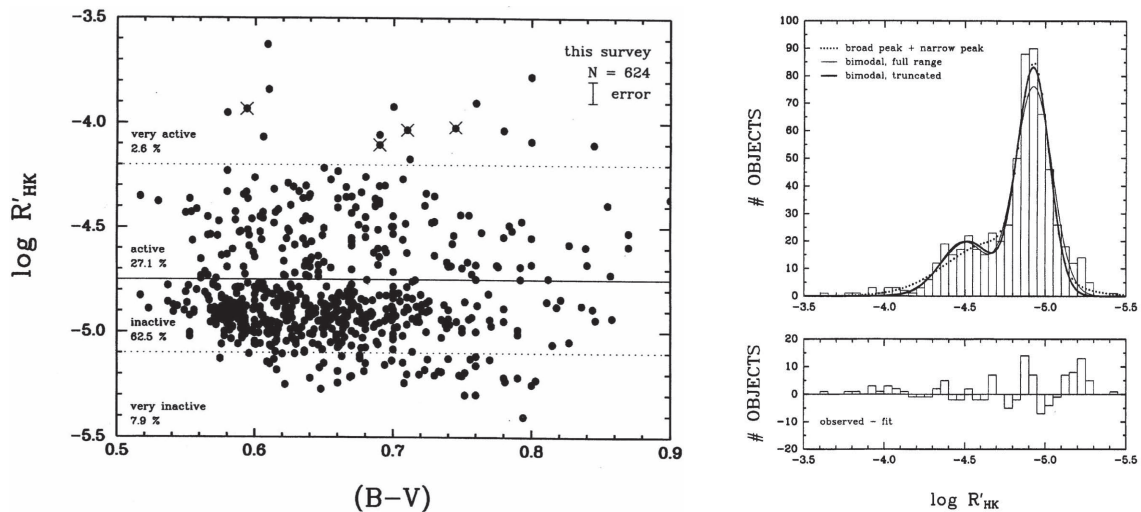 −3.5
−4.0
−4.5
−5.0
−5.5
log R′HK
this survey
N = 624
error
very active
2.6 %
active
27.1 %
inactive
62.5 %
very inactive
7.9 %
0.5 0.6 0.7 0.8 0.9
(B−V)
100
90
80
70
60
50
40
30
20
10
0
# OBJECTS
broad peak + narrow peak
bimodal, full range
bimodal, truncated
−3.5 −4.0 −4.5 −5.0 −5.5
20
10
0
−10
−20
# OBJECTS
observed − fit
−3.5 −4.0 −4.5 −5.0 −5.5
log R′HK